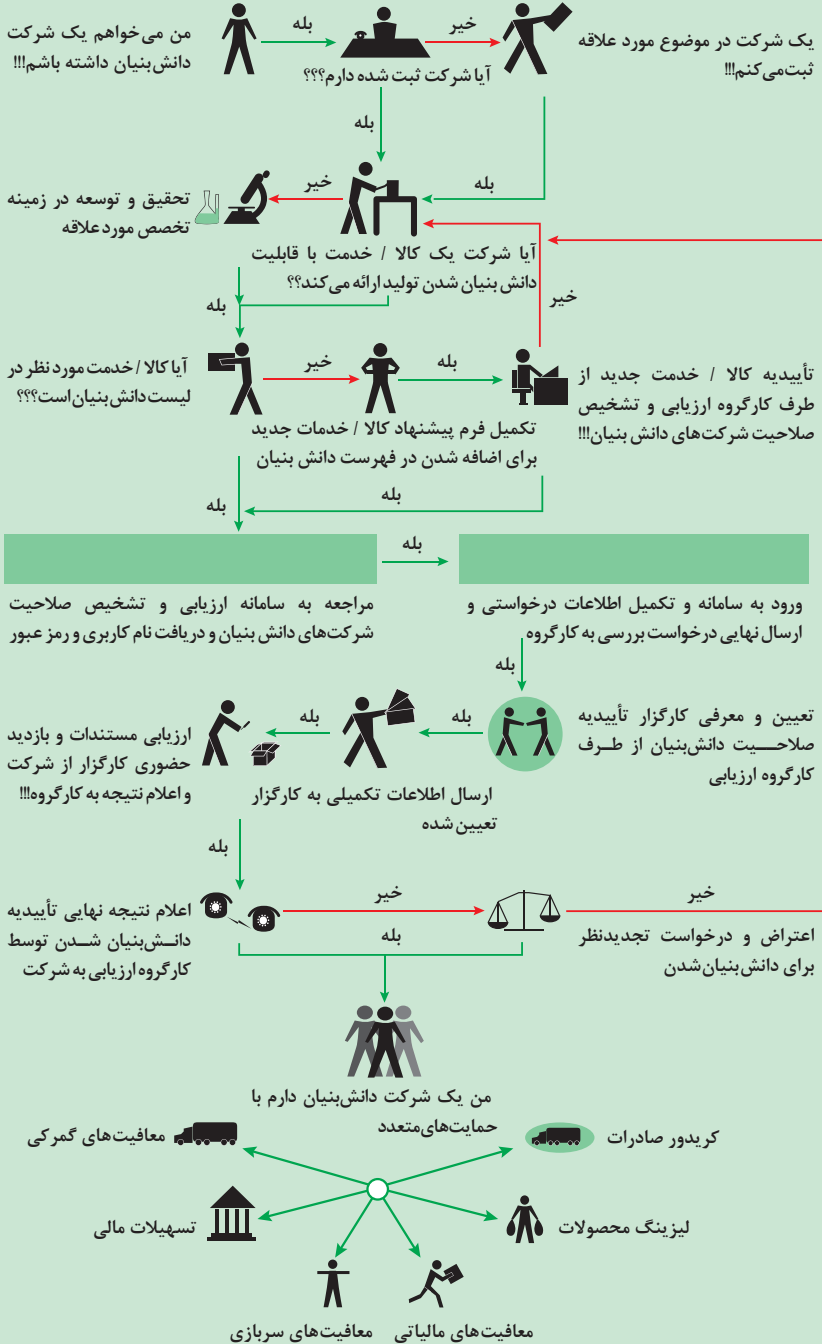 من می‌خواهم یک شرکت
دانش‌بنیان داشته باشم!!!
بله
آیا شرکت ثبت شده دارم؟؟؟
خیر
یک شرکت در موضوع مورد علاقه
ثبت‌می‌کنم!!!
بله
بله
خیر
تحقیق و توسعه در زمینه
تخصص مورد علاقه
آیا شرکت یک کالا / خدمت با قابلیت
دانش‌بنیان شدن تولید ارائه می‌کند؟؟
خیر
بله
آیا کالا / خدمت مورد نظر در
لیست دانش‌بنیان است؟؟؟
خیر
بله
تکمیل فرم پیشنهاد کالا / خدمات جدید
برای اضافه شدن در فهرست دانش بنیان
تأییدیه کالا / خدمت جدید از
طرف کارگروه ارزیابی و تشخیص
صلاحیت شرکت‌های دانش بنیان!!!
بله
بله
بله
مراجعه به سامانه ارزیابی و تشخیص صلاحیت
شرکت‌های دانش بنیان و دریافت نام کاربری و رمز عبور
ورود به سامانه و تکمیل اطلاعات درخواستی و
ارسال نهایی درخواست بررسی به کارگروه
بله
تعیین و معرفی کارگزار تأییدیه
صلاحـــیت دانش‌بنیان از طــرف
کارگروه ارزیابی
بله
ارسال اطلاعات تکمیلی به کارگزار
تعیین شده
بله
ارزیابی مستندات و بازدید
حضوری کارگزار از شرکت
و اعلام نتیجه به کارگروه!!!
بله
اعلام نتیجه نهایی تأییدیه
دانــش‌بنیان شــدن توسط
کارگروه ارزیابی به شرکت
خیر
بله
خیر
اعتراض و درخواست تجدیدنظر
برای دانش‌بنیان‌شدن
من یک شرکت دانش‌بنیان دارم با
حمایت‌های‌متعدد
کریدور صادرات
معافیت‌های گمرکی
لیزینگ محصولات
تسهیلات مالی
معافیت‌های مالیاتی
معافیت‌های سربازی